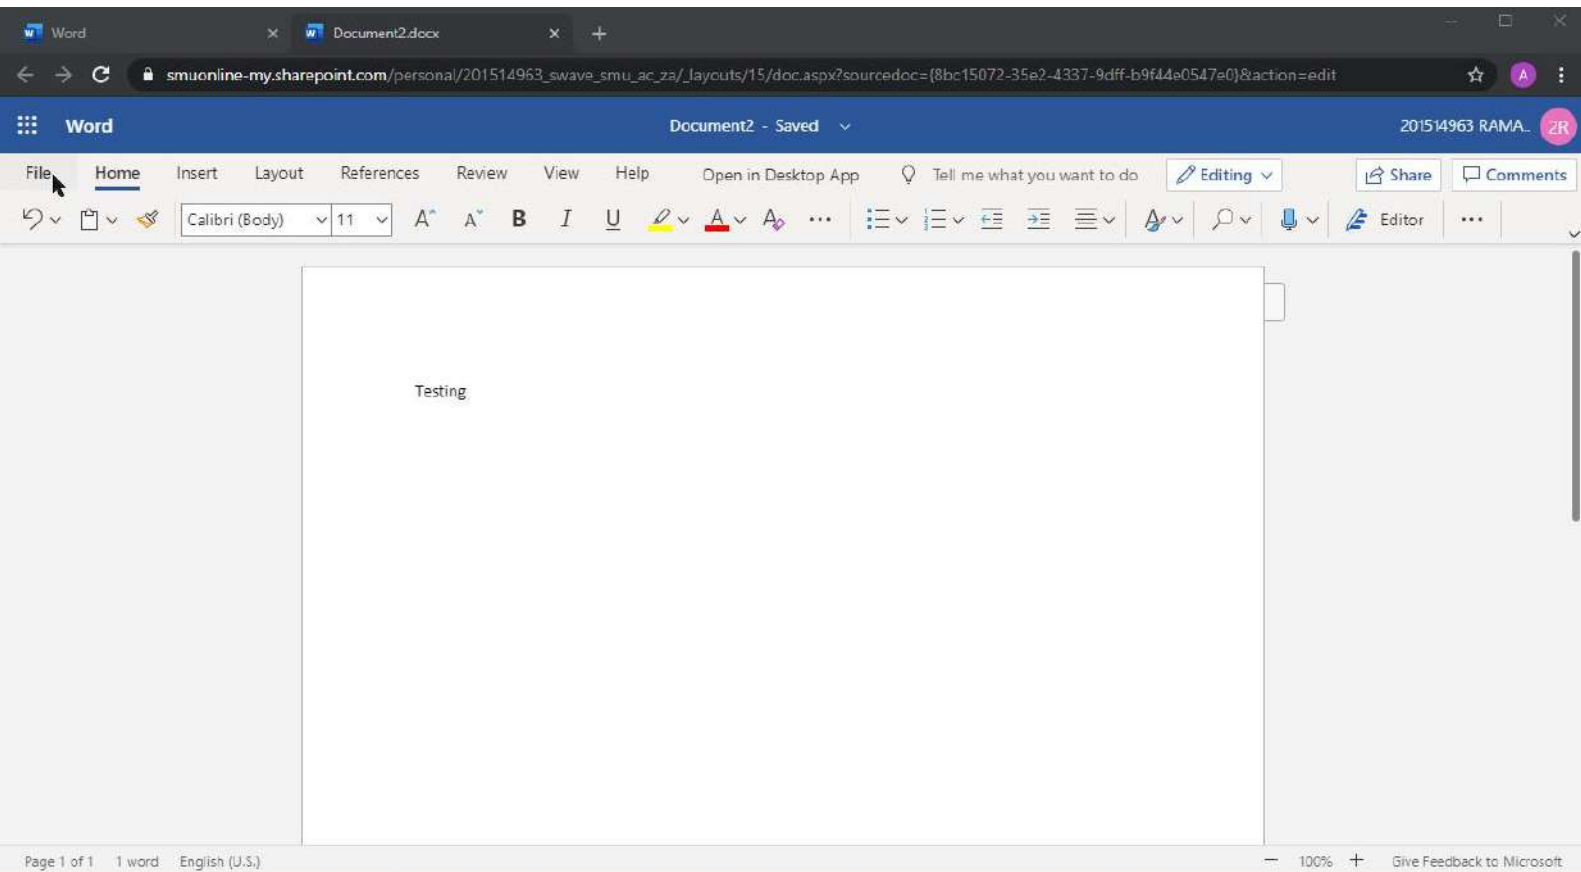 Word
Document2.docx
smuonline-my.sharepoint.com/personal/201514963_swave_smu_ac_za/_layouts/15/doc.aspx?sourcedoc={8bc15072-35e2-4337-9dff-b9f44e0547e0}&action=edit
A
Word
Document2 - Saved
201514963 RAMA...
2R
File
Home
Insert
Layout
References
Review
View
Help
Open in Desktop App
Tell me what you want to do
Editing
Share
Comments
Calibri (Body)
11
A
A
B
I
U
A
A
Editor
Testing
Page 1 of 1
1 word
English (U.S.)
100%
Give Feedback to Microsoft